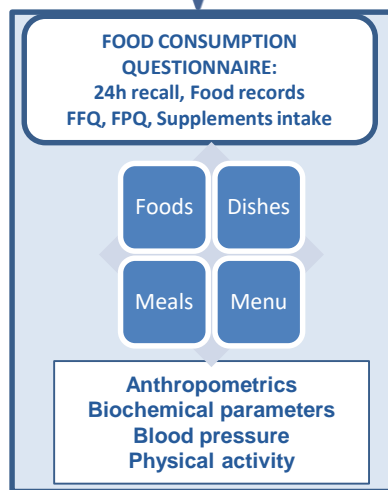 FOOD CONSUMPTION
QUESTIONNAIRE:
24h recall, Food records
FFQ, FPQ, Supplements intake
Foods
Dishes
Meals
Menu
Anthropometrics
Biochemical parameters
Blood pressure
Physical activity